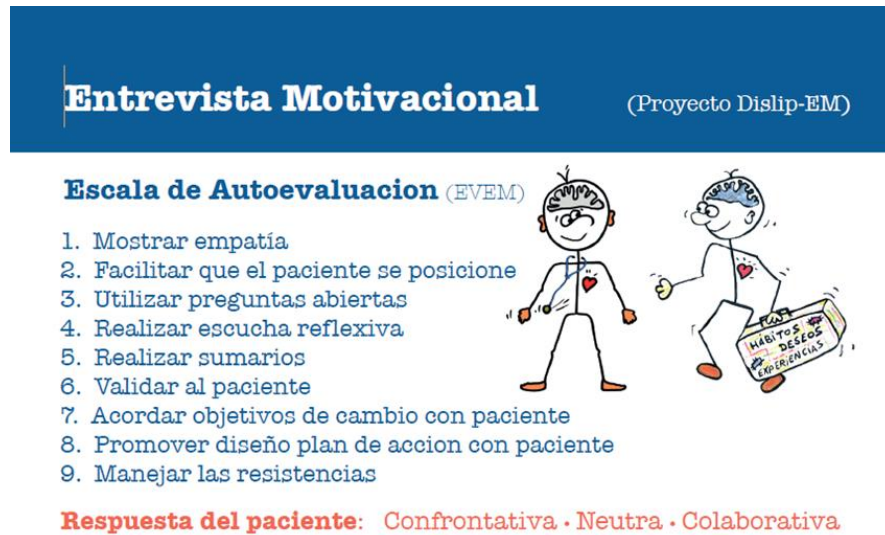 Entrevista Motivacional (Proyecto Dislip-EM)
Escala de Autoevaluacion (EVEM)
1. Mostrar empatía
2. Facilitar que el paciente se posicione
3. Utilizar preguntas abiertas
4. Realizar escucha reflexiva
5. Realizar sumarios
6. Validar al paciente
7. Acordar objetivos de cambio con paciente
8. Promover diseño plan de accion con paciente
9. Manejar las resistencias
HÁBITOS
DESEOS
EXPERIENCIAS
Respuesta del paciente: Confrontativa · Neutra · Colaborativa